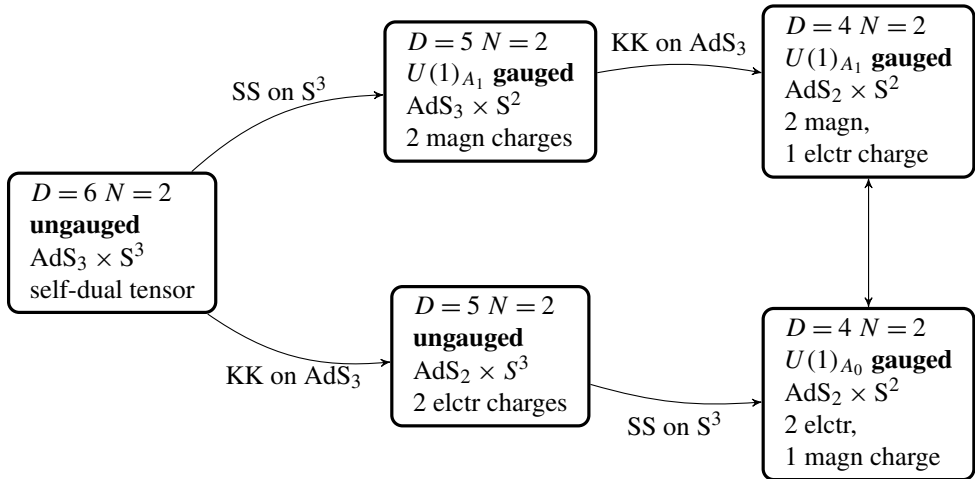 D = 6 N = 2
ungauged
AdS₃ × S³
self-dual tensor
SS on S³
D = 5 N = 2
U(1)_{A₁} gauged
AdS₃ × S²
2 magn charges
KK on AdS₃
D = 4 N = 2
U(1)_{A₁} gauged
AdS₂ × S²
2 magn,
1 elctr charge
KK on AdS₃
D = 5 N = 2
ungauged
AdS₂ × S³
2 elctr charges
SS on S³
D = 4 N = 2
U(1)_{A₀} gauged
AdS₂ × S²
2 elctr,
1 magn charge